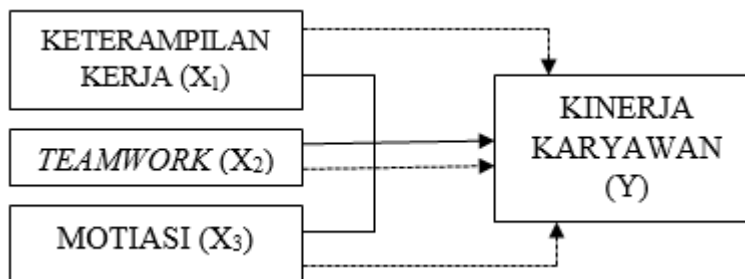 KETERAMPILAN
KERJA (X₁)
TEAMWORK (X₂)
MOTIASI (X₃)
KINERJA
KARYAWAN
(Y)